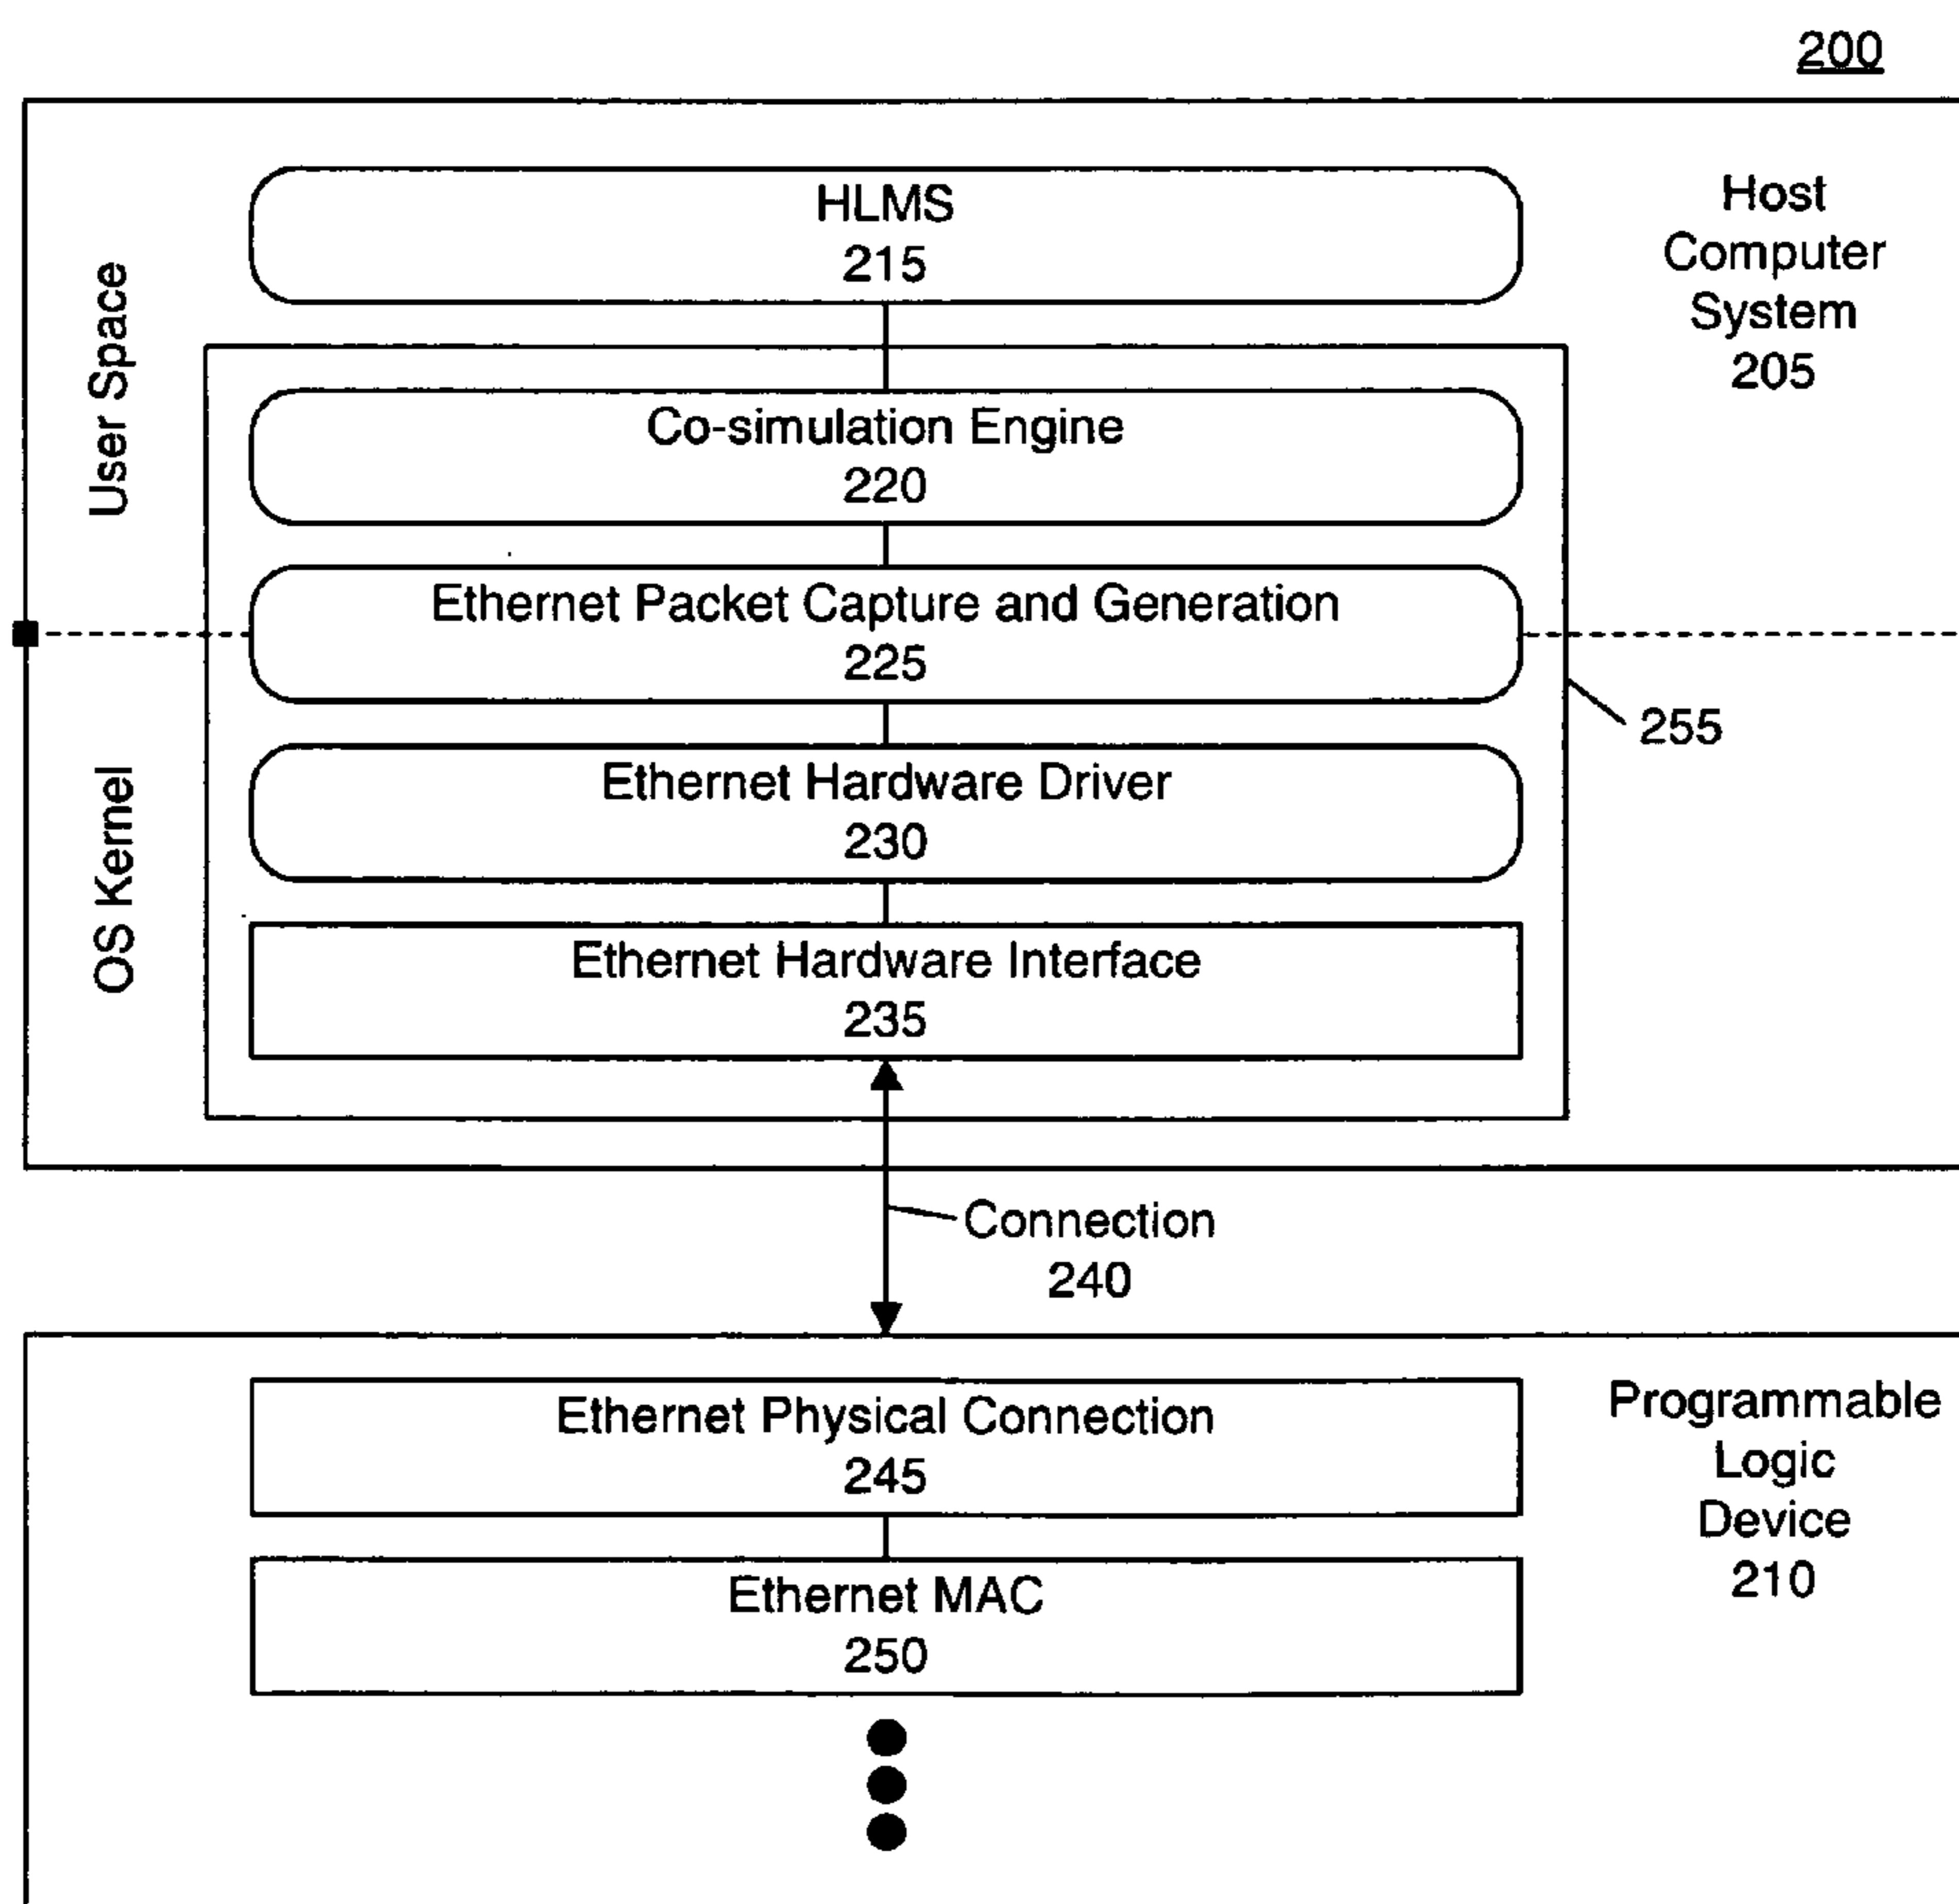 200
HLMS
215
Host
Computer
System
205
User Space
Co-simulation Engine
220
Ethernet Packet Capture and Generation
225
255
OS Kernel
Ethernet Hardware Driver
230
Ethernet Hardware Interface
235
Connection
240
Ethernet Physical Connection
245
Programmable
Logic
Device
210
Ethernet MAC
250